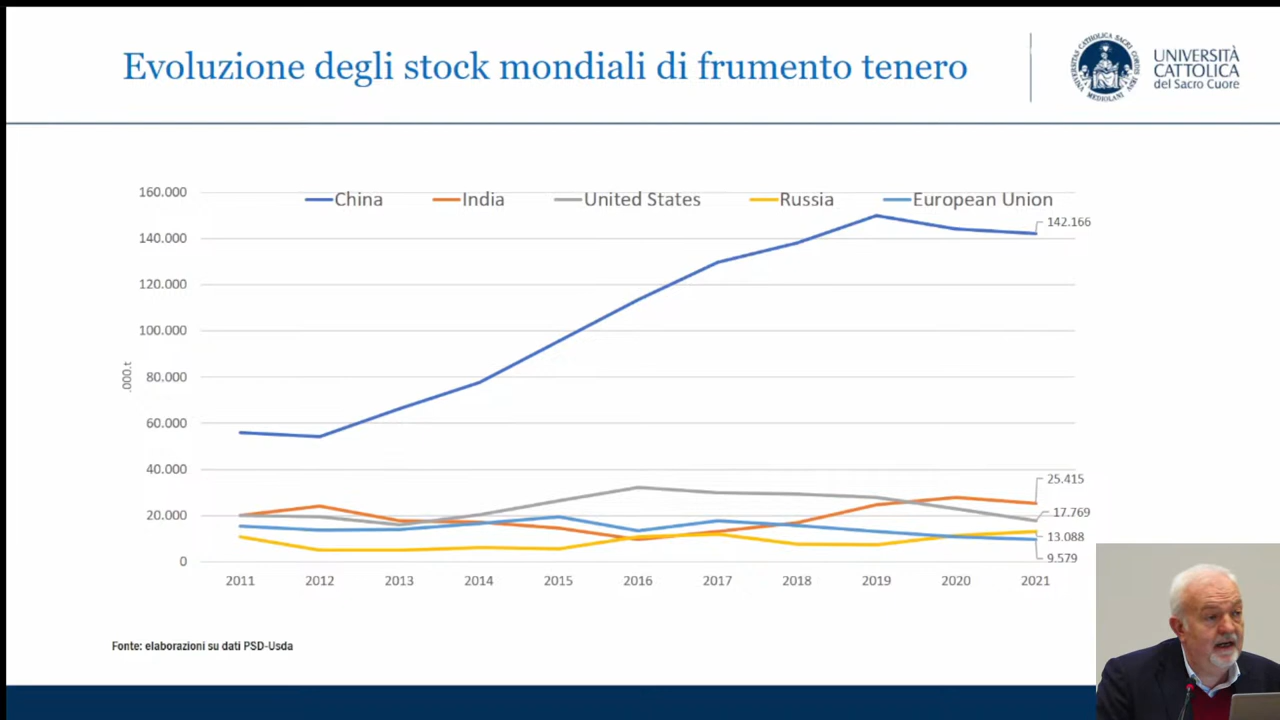 Evoluzione degli stock mondiali di frumento tenero
UNIVERSITÀ
CATTOLICA
del Sacro Cuore
160.000
140.000
120.000
100.000
80.000
60.000
40.000
20.000
0
.000.t
China India United States Russia European Union
142.166
25.415
17.769
13.088
9.579
2011 2012 2013 2014 2015 2016 2017 2018 2019 2020 2021
Fonte: elaborazioni su dati PSD-Usda